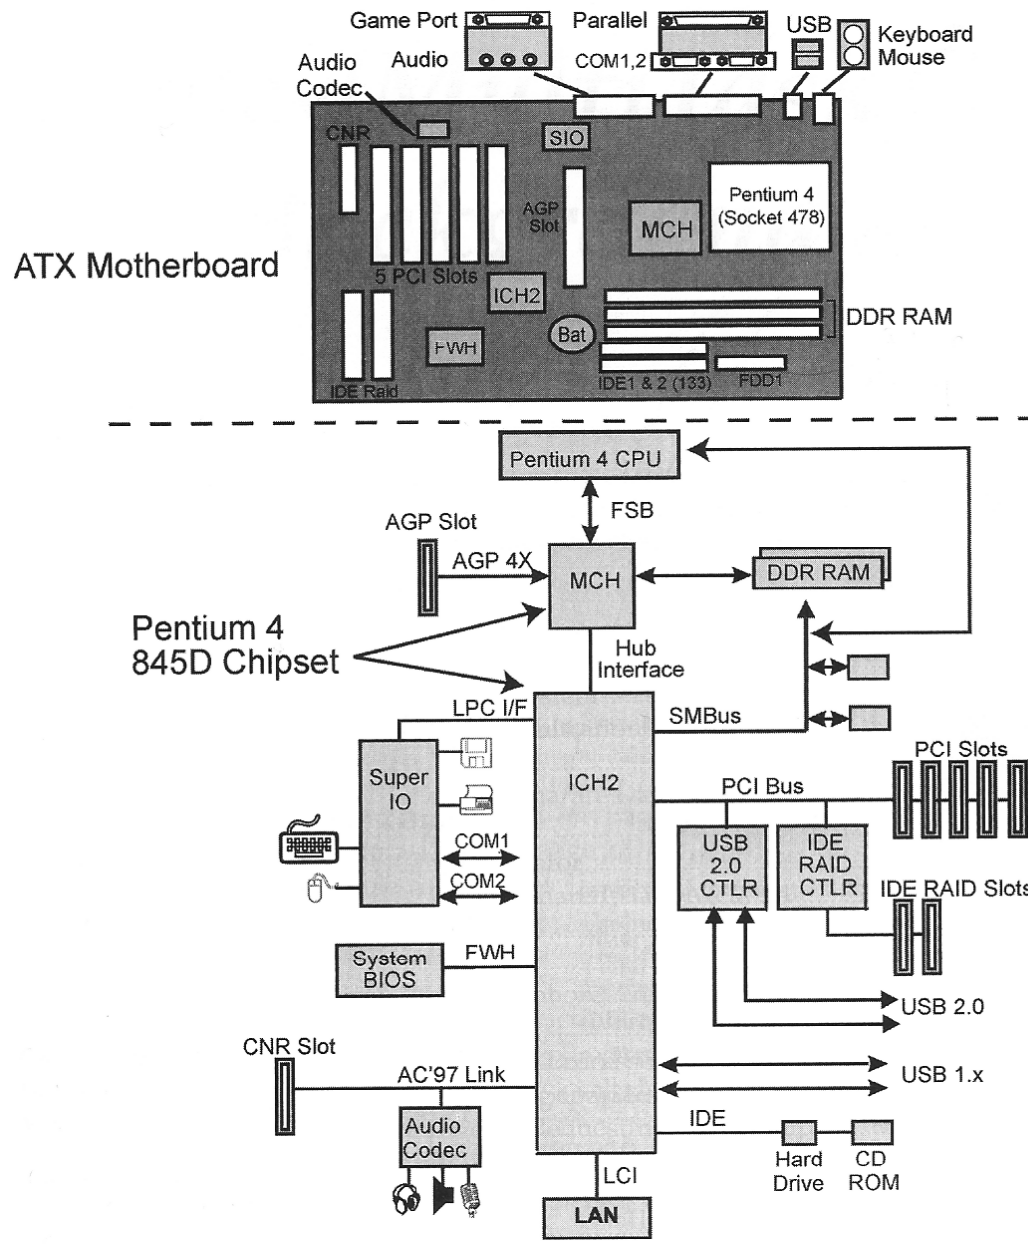 Game Port
Parallel
USB
Keyboard
Mouse
Audio
COM1,2
Audio
Codec
CNR
SIO
AGP
Slot
MCH
Pentium 4
(Socket 478)
ATX Motherboard
5 PCI Slots
ICH2
DDR RAM
FWH
Bat
IDE Raid
IDE1 & 2 (133)
FDD1
Pentium 4 CPU
FSB
AGP Slot
AGP 4X
MCH
DDR RAM
Pentium 4
845D Chipset
Hub
Interface
LPC I/F
SMBus
PCI Slots
Super
IO
ICH2
PCI Bus
USB
2.0
CTLR
IDE
RAID
CTLR
COM1
COM2
IDE RAID Slots
System
BIOS
FWH
USB 2.0
CNR Slot
AC'97 Link
USB 1.x
Audio
Codec
IDE
Hard
Drive
CD
ROM
LCI
LAN